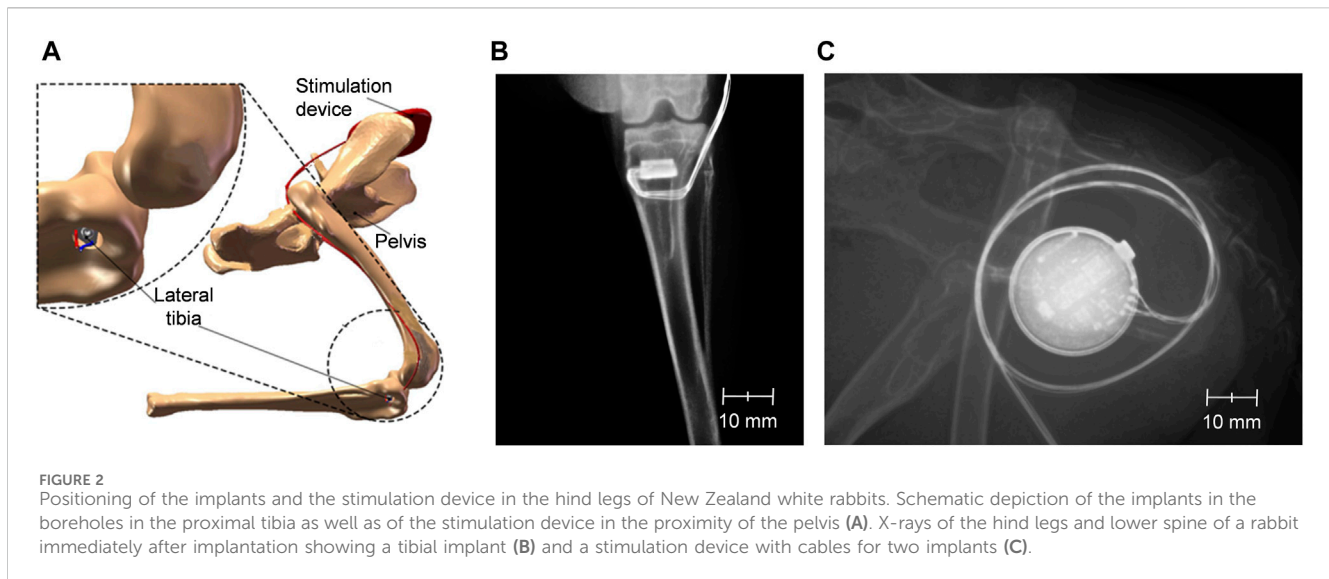 A
B
C
Stimulation
device
Pelvis
Lateral
tibia
10 mm
10 mm
FIGURE 2
Positioning of the implants and the stimulation device in the hind legs of New Zealand white rabbits. Schematic depiction of the implants in the
boreholes in the proximal tibia as well as of the stimulation device in the proximity of the pelvis (A). X-rays of the hind legs and lower spine of a rabbit
immediately after implantation showing a tibial implant (B) and a stimulation device with cables for two implants (C).